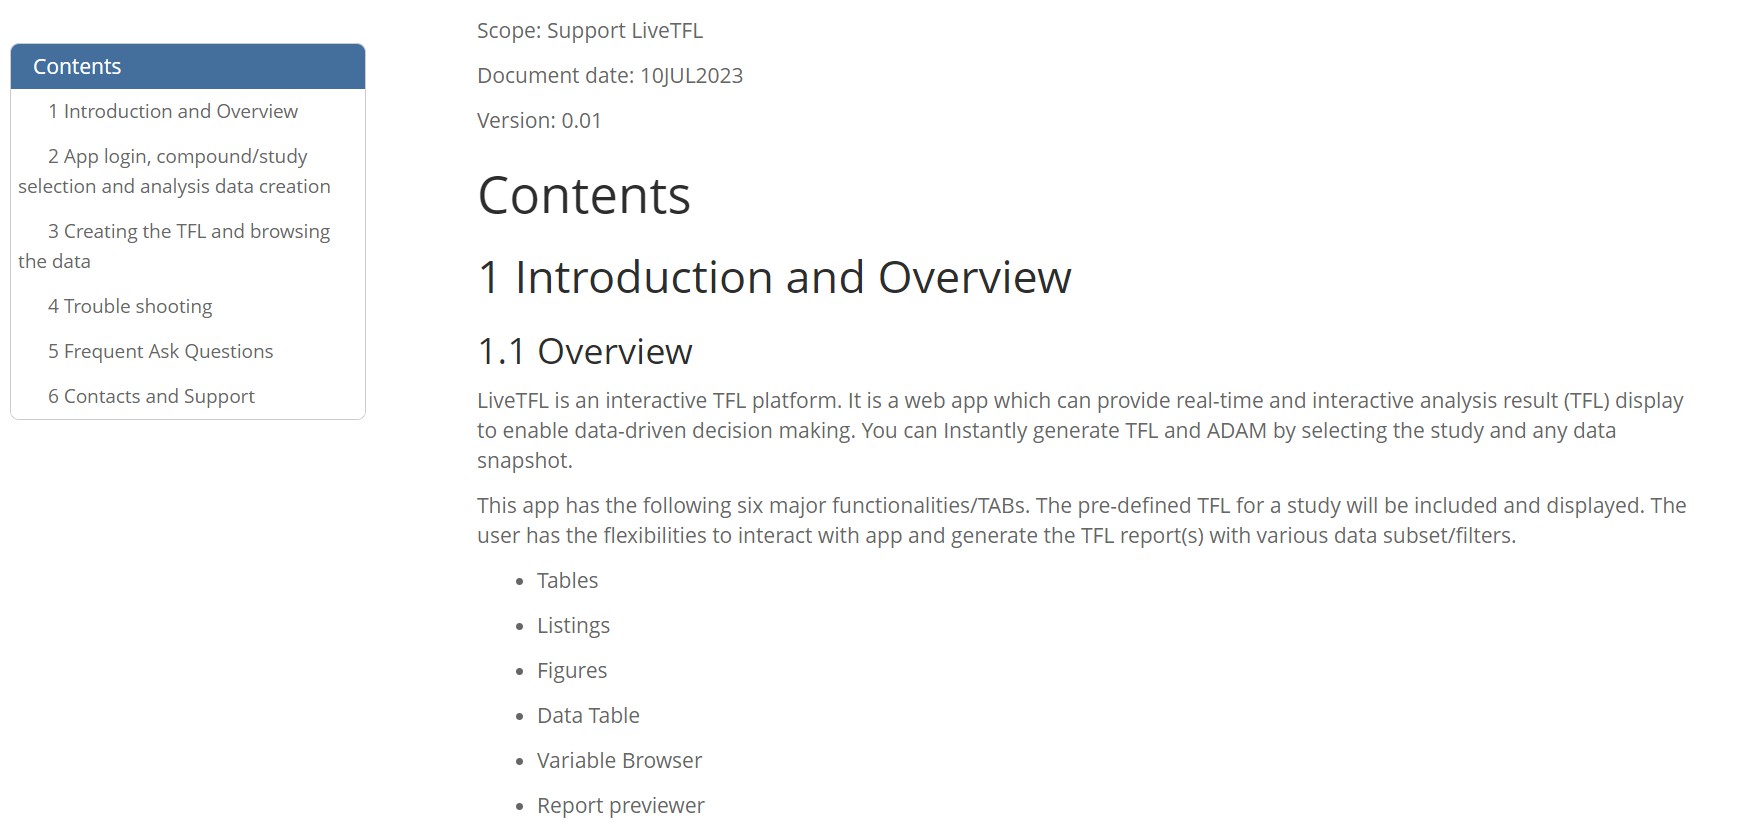 Contents
1 Introduction and Overview
2 App login, compound/study
selection and analysis data creation
3 Creating the TFL and browsing
the data
4 Trouble shooting
5 Frequent Ask Questions
6 Contacts and Support
Scope: Support LiveTFL
Document date: 10JUL2023
Version: 0.01
Contents
1 Introduction and Overview
1.1 Overview
LiveTFL is an interactive TFL platform. It is a web app which can provide real-time and interactive analysis result (TFL) display
to enable data-driven decision making. You can Instantly generate TFL and ADAM by selecting the study and any data
snapshot.
This app has the following six major functionalities/TABs. The pre-defined TFL for a study will be included and displayed. The
user has the flexibilities to interact with app and generate the TFL report(s) with various data subset/filters.
• Tables
• Listings
• Figures
• Data Table
• Variable Browser
• Report previewer